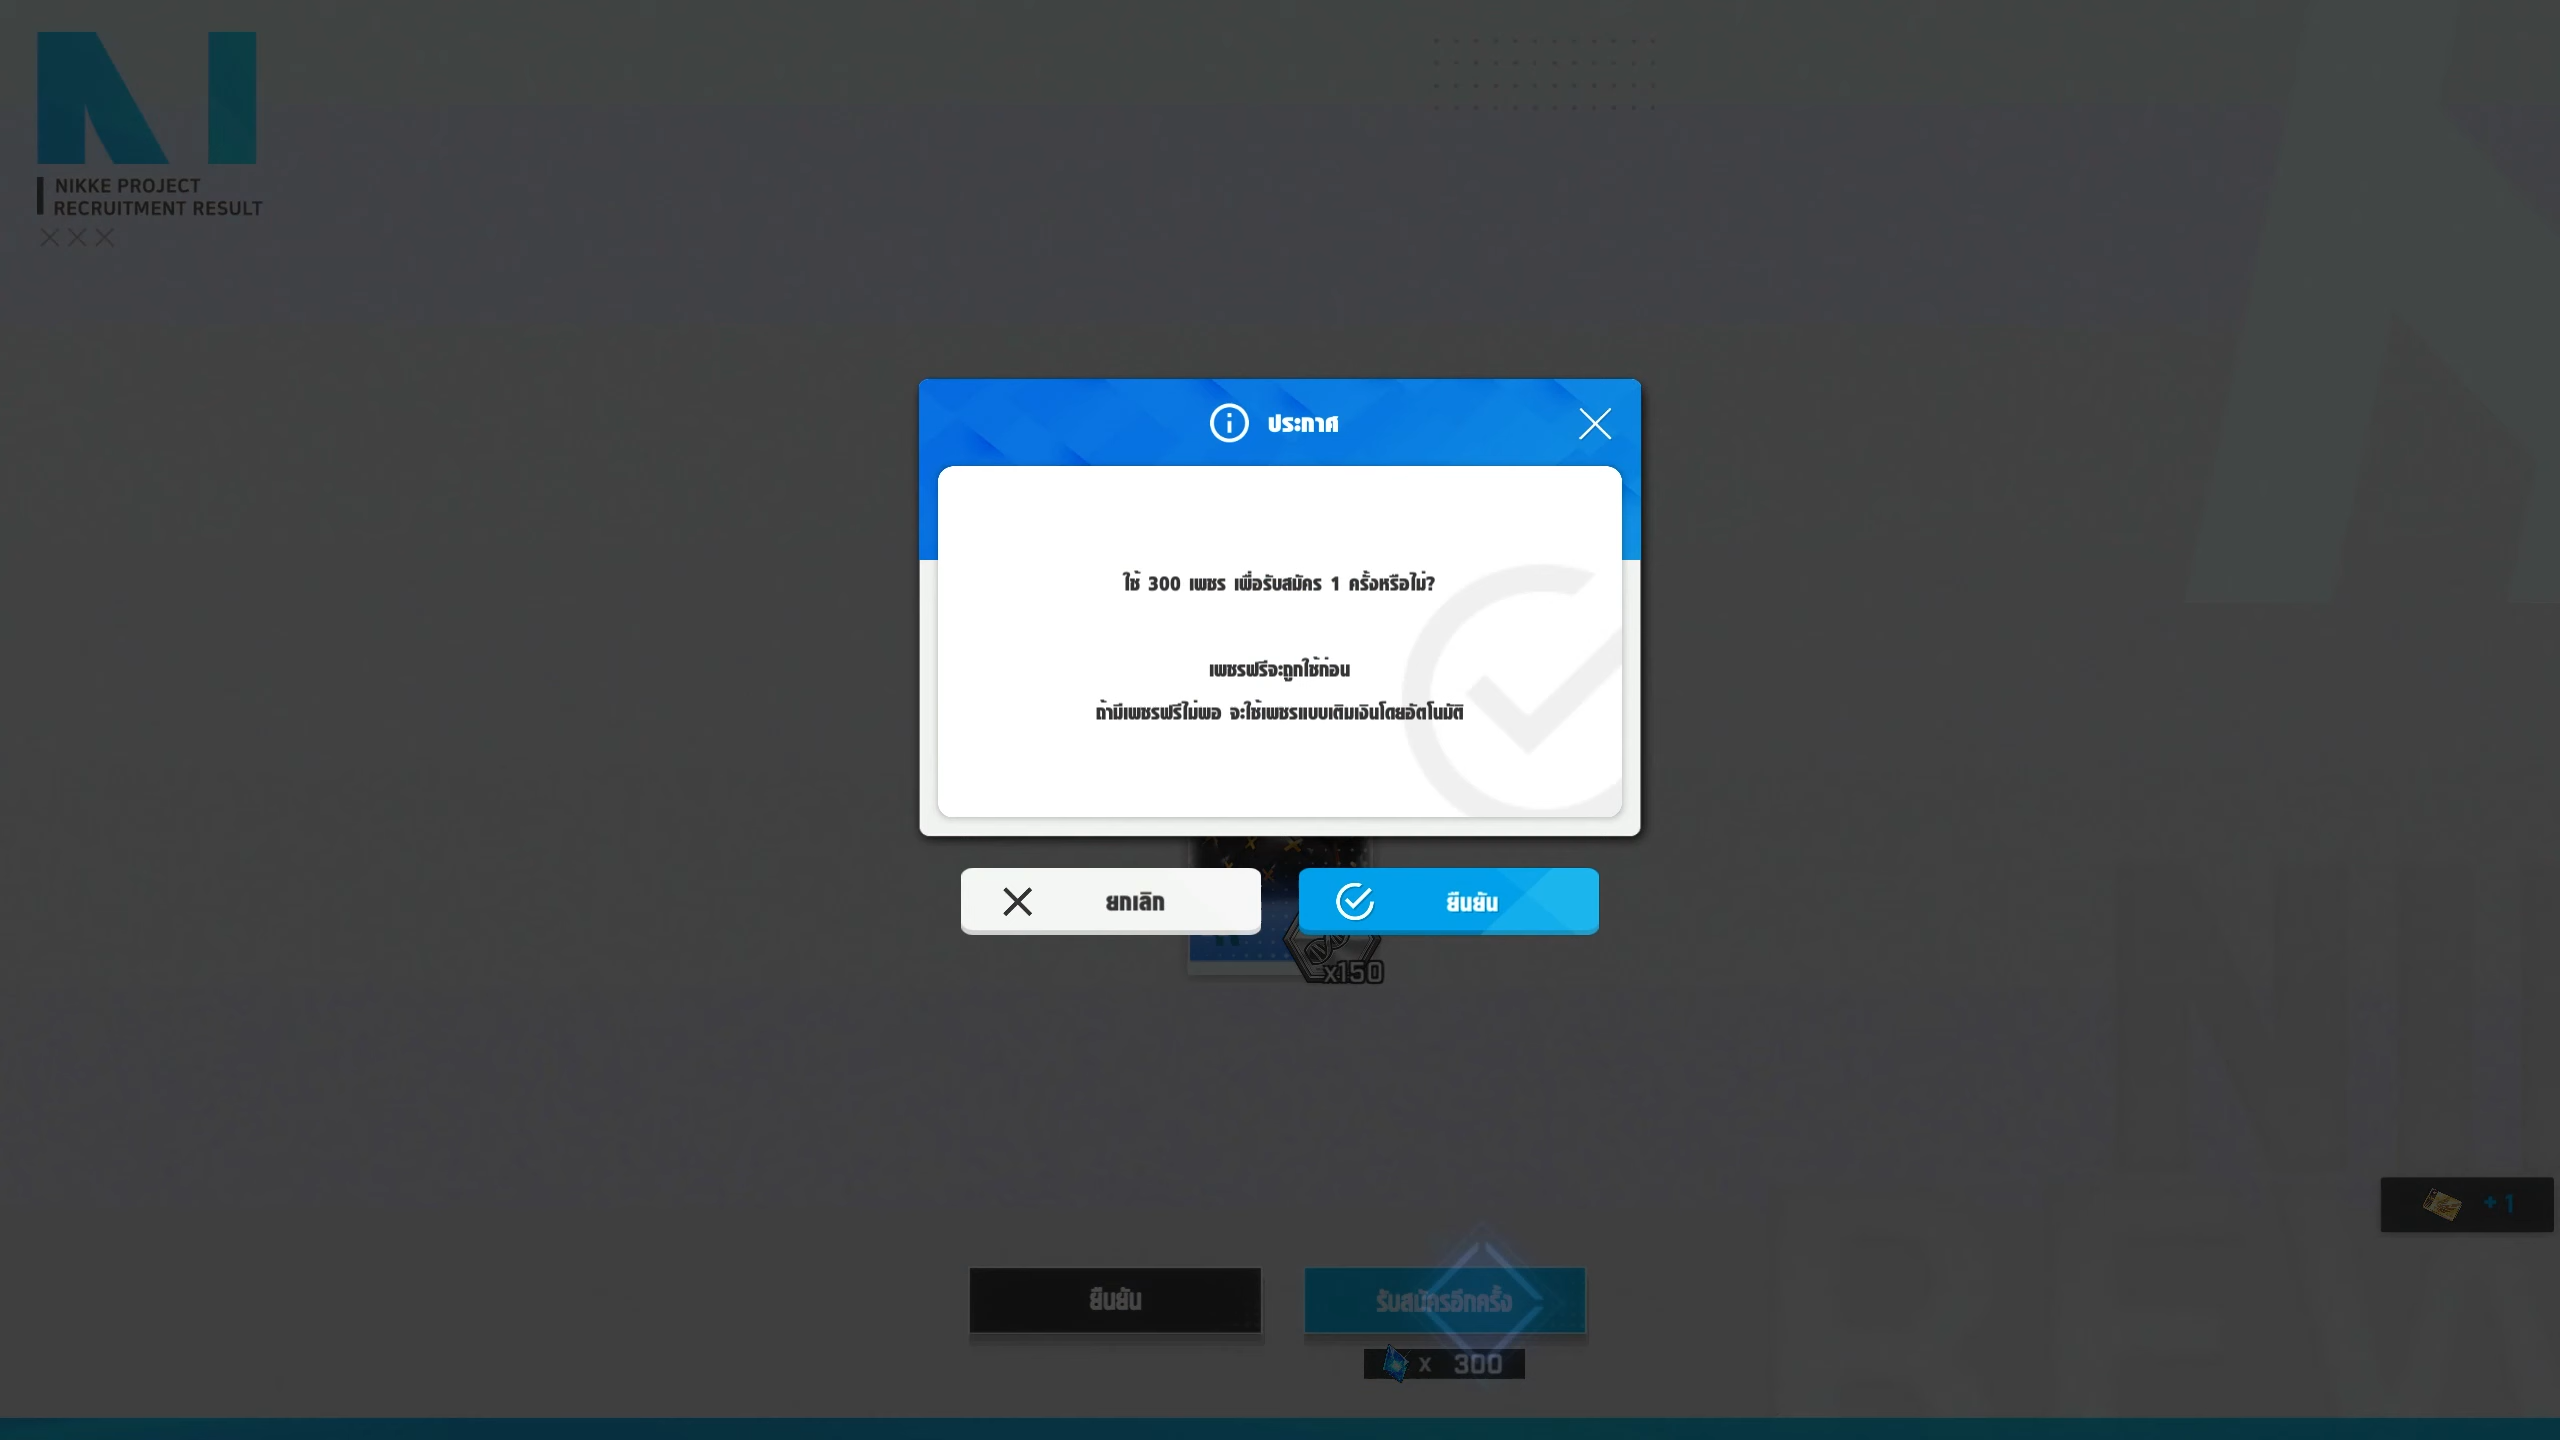 NIKKE PROJECT
RECRUITMENT RESULT
ประกาศ
ใช้ 300 เพชร เพื่อรับสมัคร 1 ครั้งหรือไม่?
เพชรฟรีจะถูกใช้ก่อน
ถ้ามีเพชรฟรีไม่พอ จะใช้เพชรแบบเติมเงินโดยอัตโนมัติ
ยกเลิก
ยืนยัน
x150
+ 1
ยืนยัน
รับสมัครอีกครั้ง
x 300